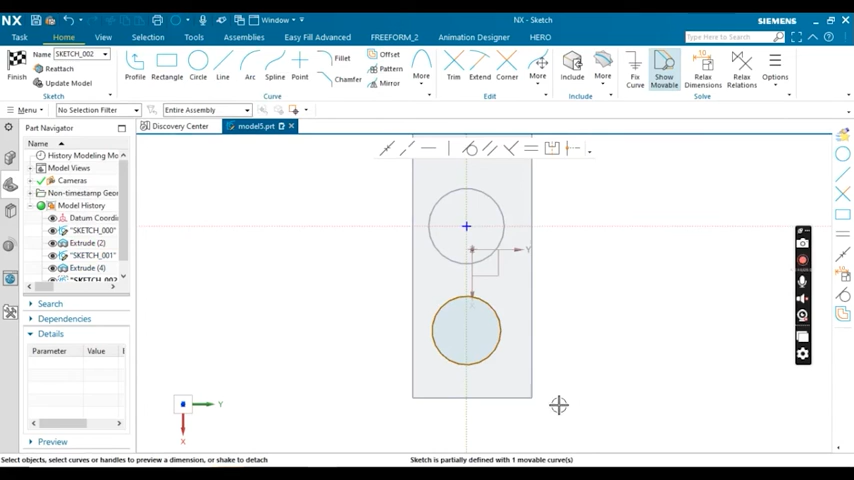 NX
Window
NX - Sketch
SIEMENS
Task
Home
View
Selection
Tools
Assemblies
Easy Fill Advanced
FREEFORM_2
Animation Designer
HERO
Type Here to Search
Finish
Name SKETCH_002
Reattach
Update Model
Sketch
Profile
Rectangle
Circle
Line
Arc
Spline
Point
Fillet
Chamfer
Offset
Pattern
Mirror
More
Curve
Trim
Extend
Corner
More
Edit
Include
More
Include
Fix Curve
Show Movable
Relax Dimensions
Relax Relations
Options
Solve
Menu
No Selection Filter
Entire Assembly
Part Navigator
Discovery Center
model5.prt
Name
History Modeling Mo
Model Views
Cameras
Non-timestamp Geor
Model History
Datum Coordi
"SKETCH_000"
Extrude (2)
"SKETCH_001"
Extrude (4)
Search
Dependencies
Details
Parameter
Value
Preview
Y
Y
X
Select objects, select curves or handles to preview a dimension, or shake to detach
Sketch is partially defined with 1 movable curve(s)